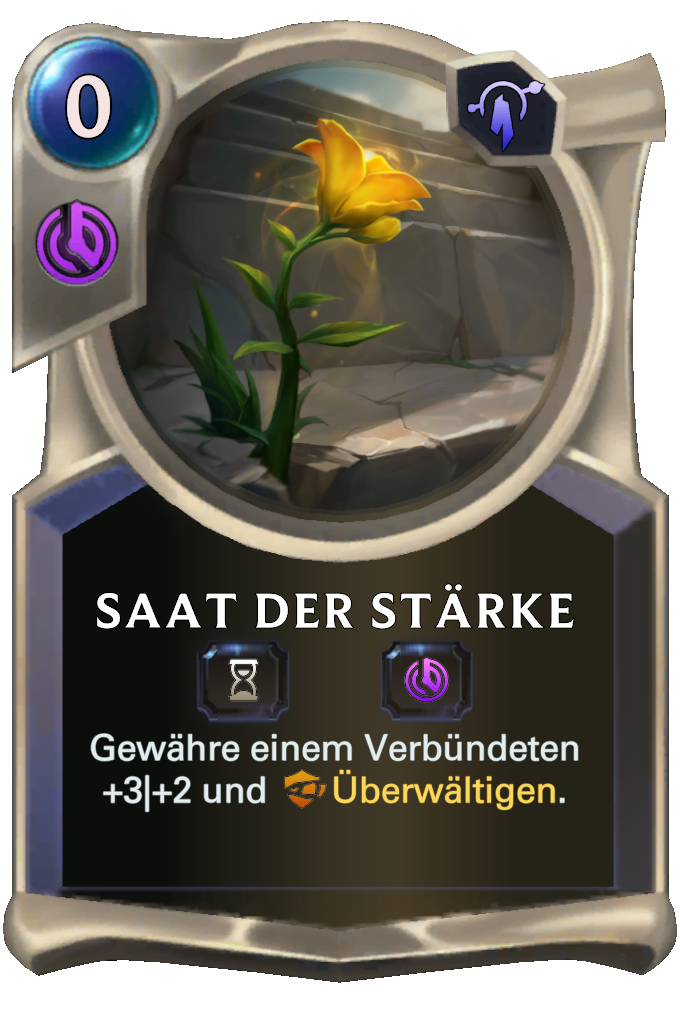 0
SAAT DER STÄRKE
Gewähre einem Verbündeten
+3|+2 und Überwältigen.